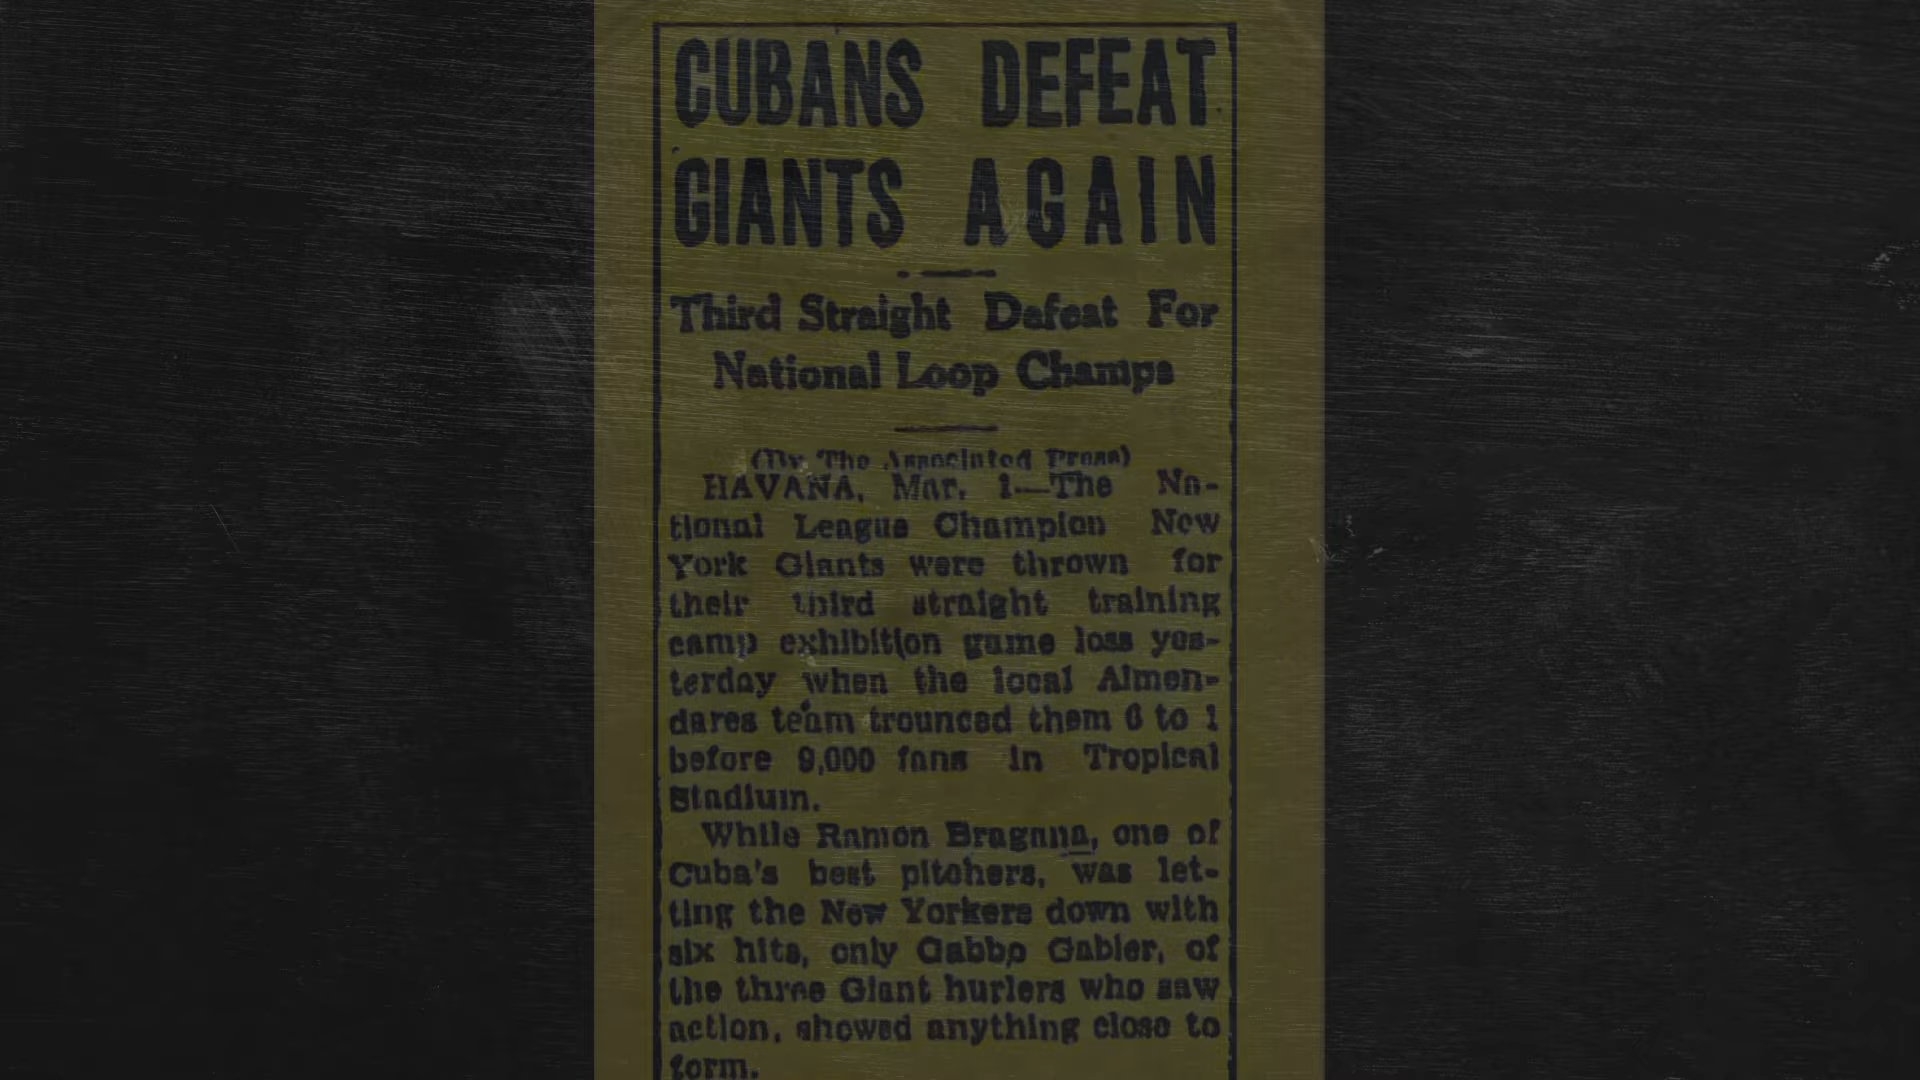 CUBANS DEFEAT
GIANTS AGAIN
Third Straight Defeat For
National Loop Champs
(By The Associated Press)
HAVANA, Mar. 1—The Na-
tional League Champion New
York Giants were thrown for
their third straight training
camp exhibition game loss yes-
terday when the local Almen-
dares team trounced them 6 to 1
before 9,000 fans in Tropical
Stadium.
While Ramon Bragana, one of
Cuba's best pitchers, was let-
ting the New Yorkers down with
six hits, only Gabbo Gabler, of
the three Giant hurlers who saw
action, showed anything close to
form.